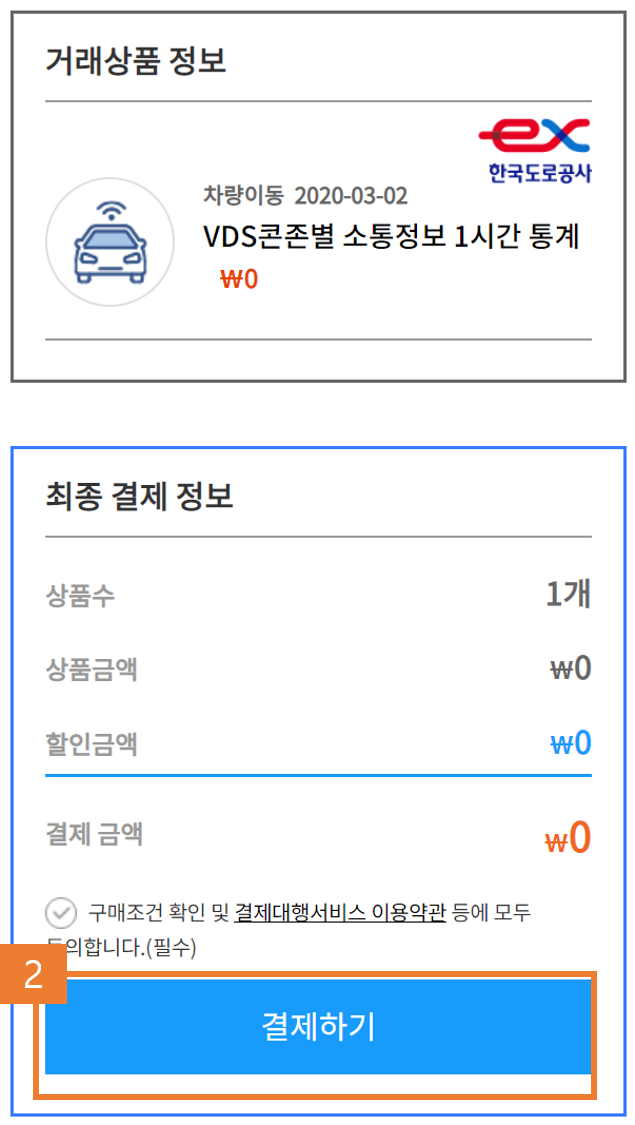 거래상품 정보
ex
한국도로공사
차량이동 2020-03-02
VDS콘존별 소통정보 1시간 통계
₩0
최종 결제 정보
상품수 1개
상품금액 ₩0
할인금액 ₩0
결제 금액 ₩0
구매조건 확인 및 결제대행서비스 이용약관 등에 모두
동의합니다.(필수)
2
결제하기